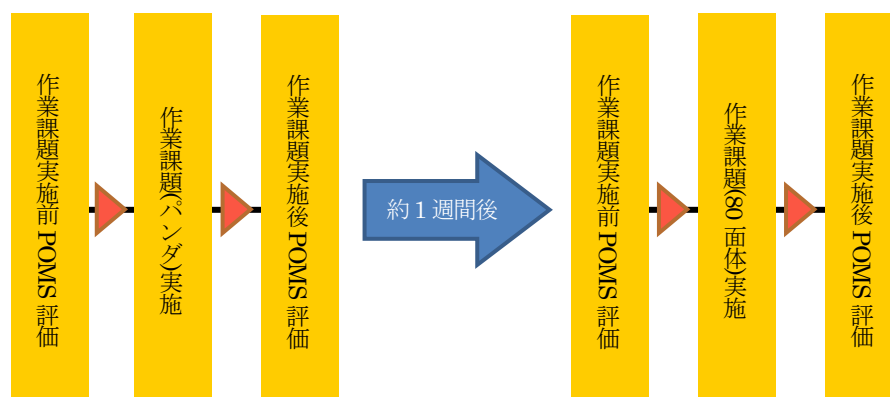 作業課題実施前 POMS 評価
作業課題(パンダ)実施
作業課題実施後 POMS 評価
約 1 週間後
作業課題実施前 POMS 評価
作業課題(80 面体)実施
作業課題実施後 POMS 評価